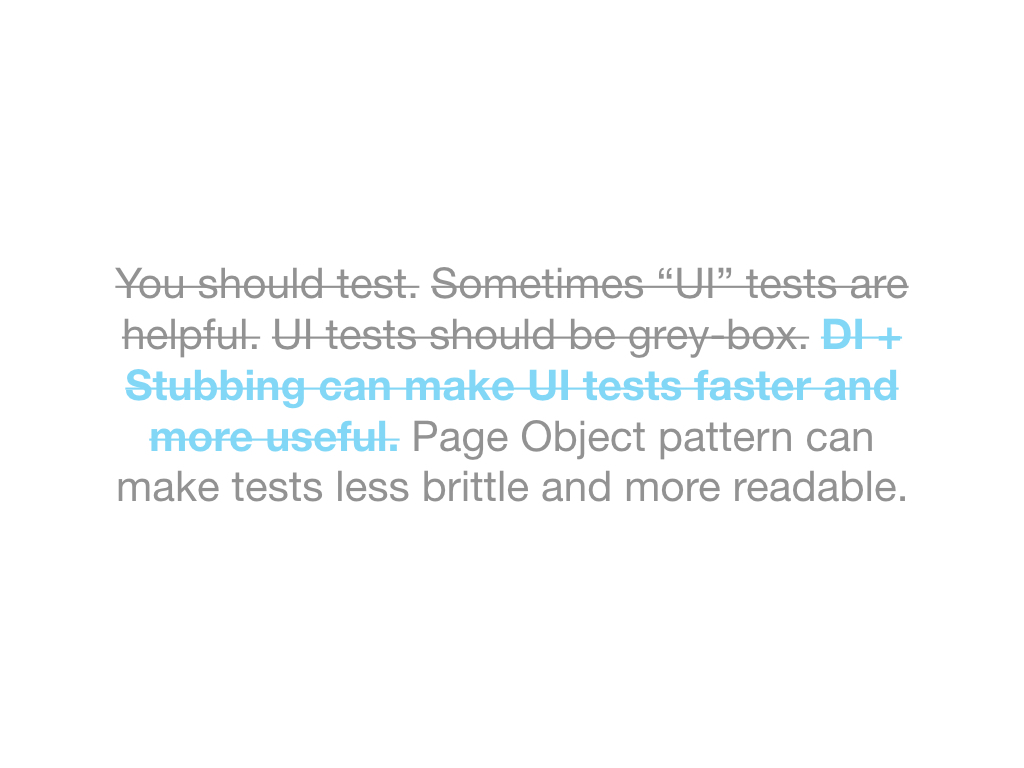 You should test. Sometimes “UI” tests are
helpful. UI tests should be grey-box. DI +
Stubbing can make UI tests faster and
more useful. Page Object pattern can
make tests less brittle and more readable.